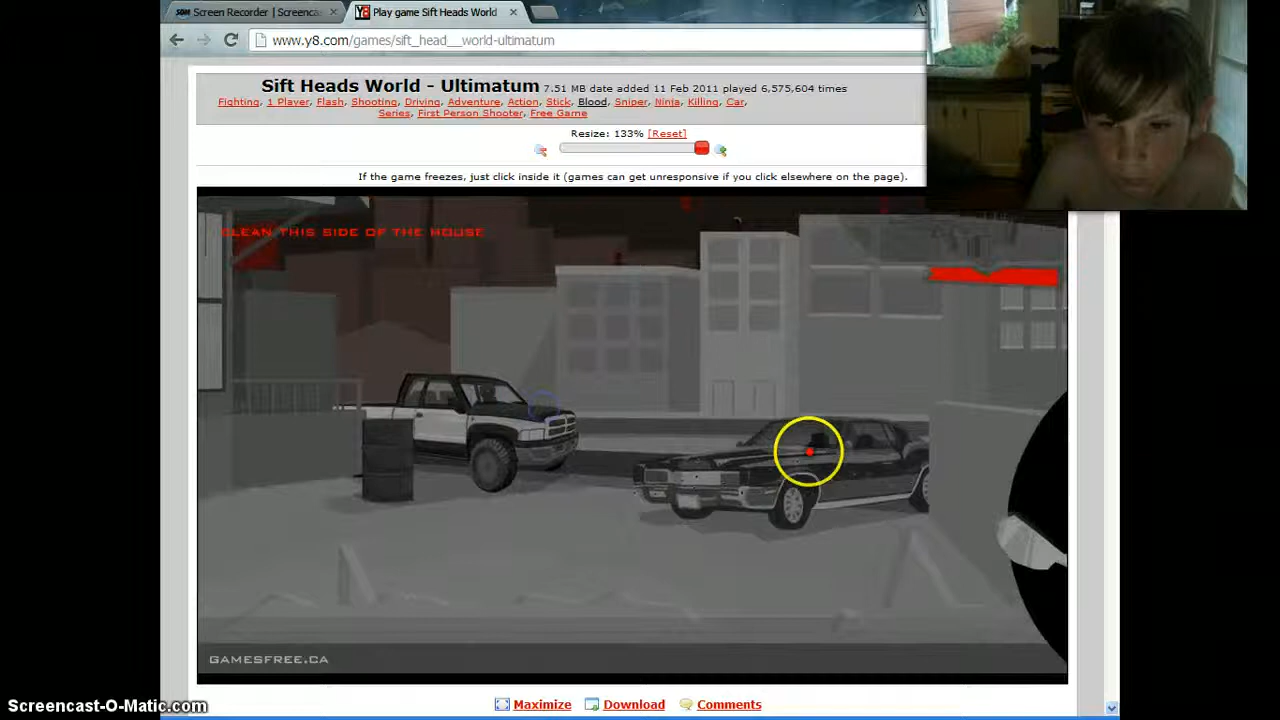 Screen Recorder | Screencas
Play game Sift Heads World
www.y8.com/games/sift_head__world-ultimatum
Sift Heads World - Ultimatum 7.51 MB date added 11 Feb 2011 played 6,575,604 times
Fighting, 1 Player, Flash, Shooting, Driving, Adventure, Action, Stick, Blood, Sniper, Ninja, Killing, Car,
Series, First Person Shooter, Free Game
Resize: 133% [Reset]
If the game freezes, just click inside it (games can get unresponsive if you click elsewhere on the page).
CLEAN THIS SIDE OF THE HOUSE
GAMESFREE.CA
Maximize Download Comments
Screencast-O-Matic.com